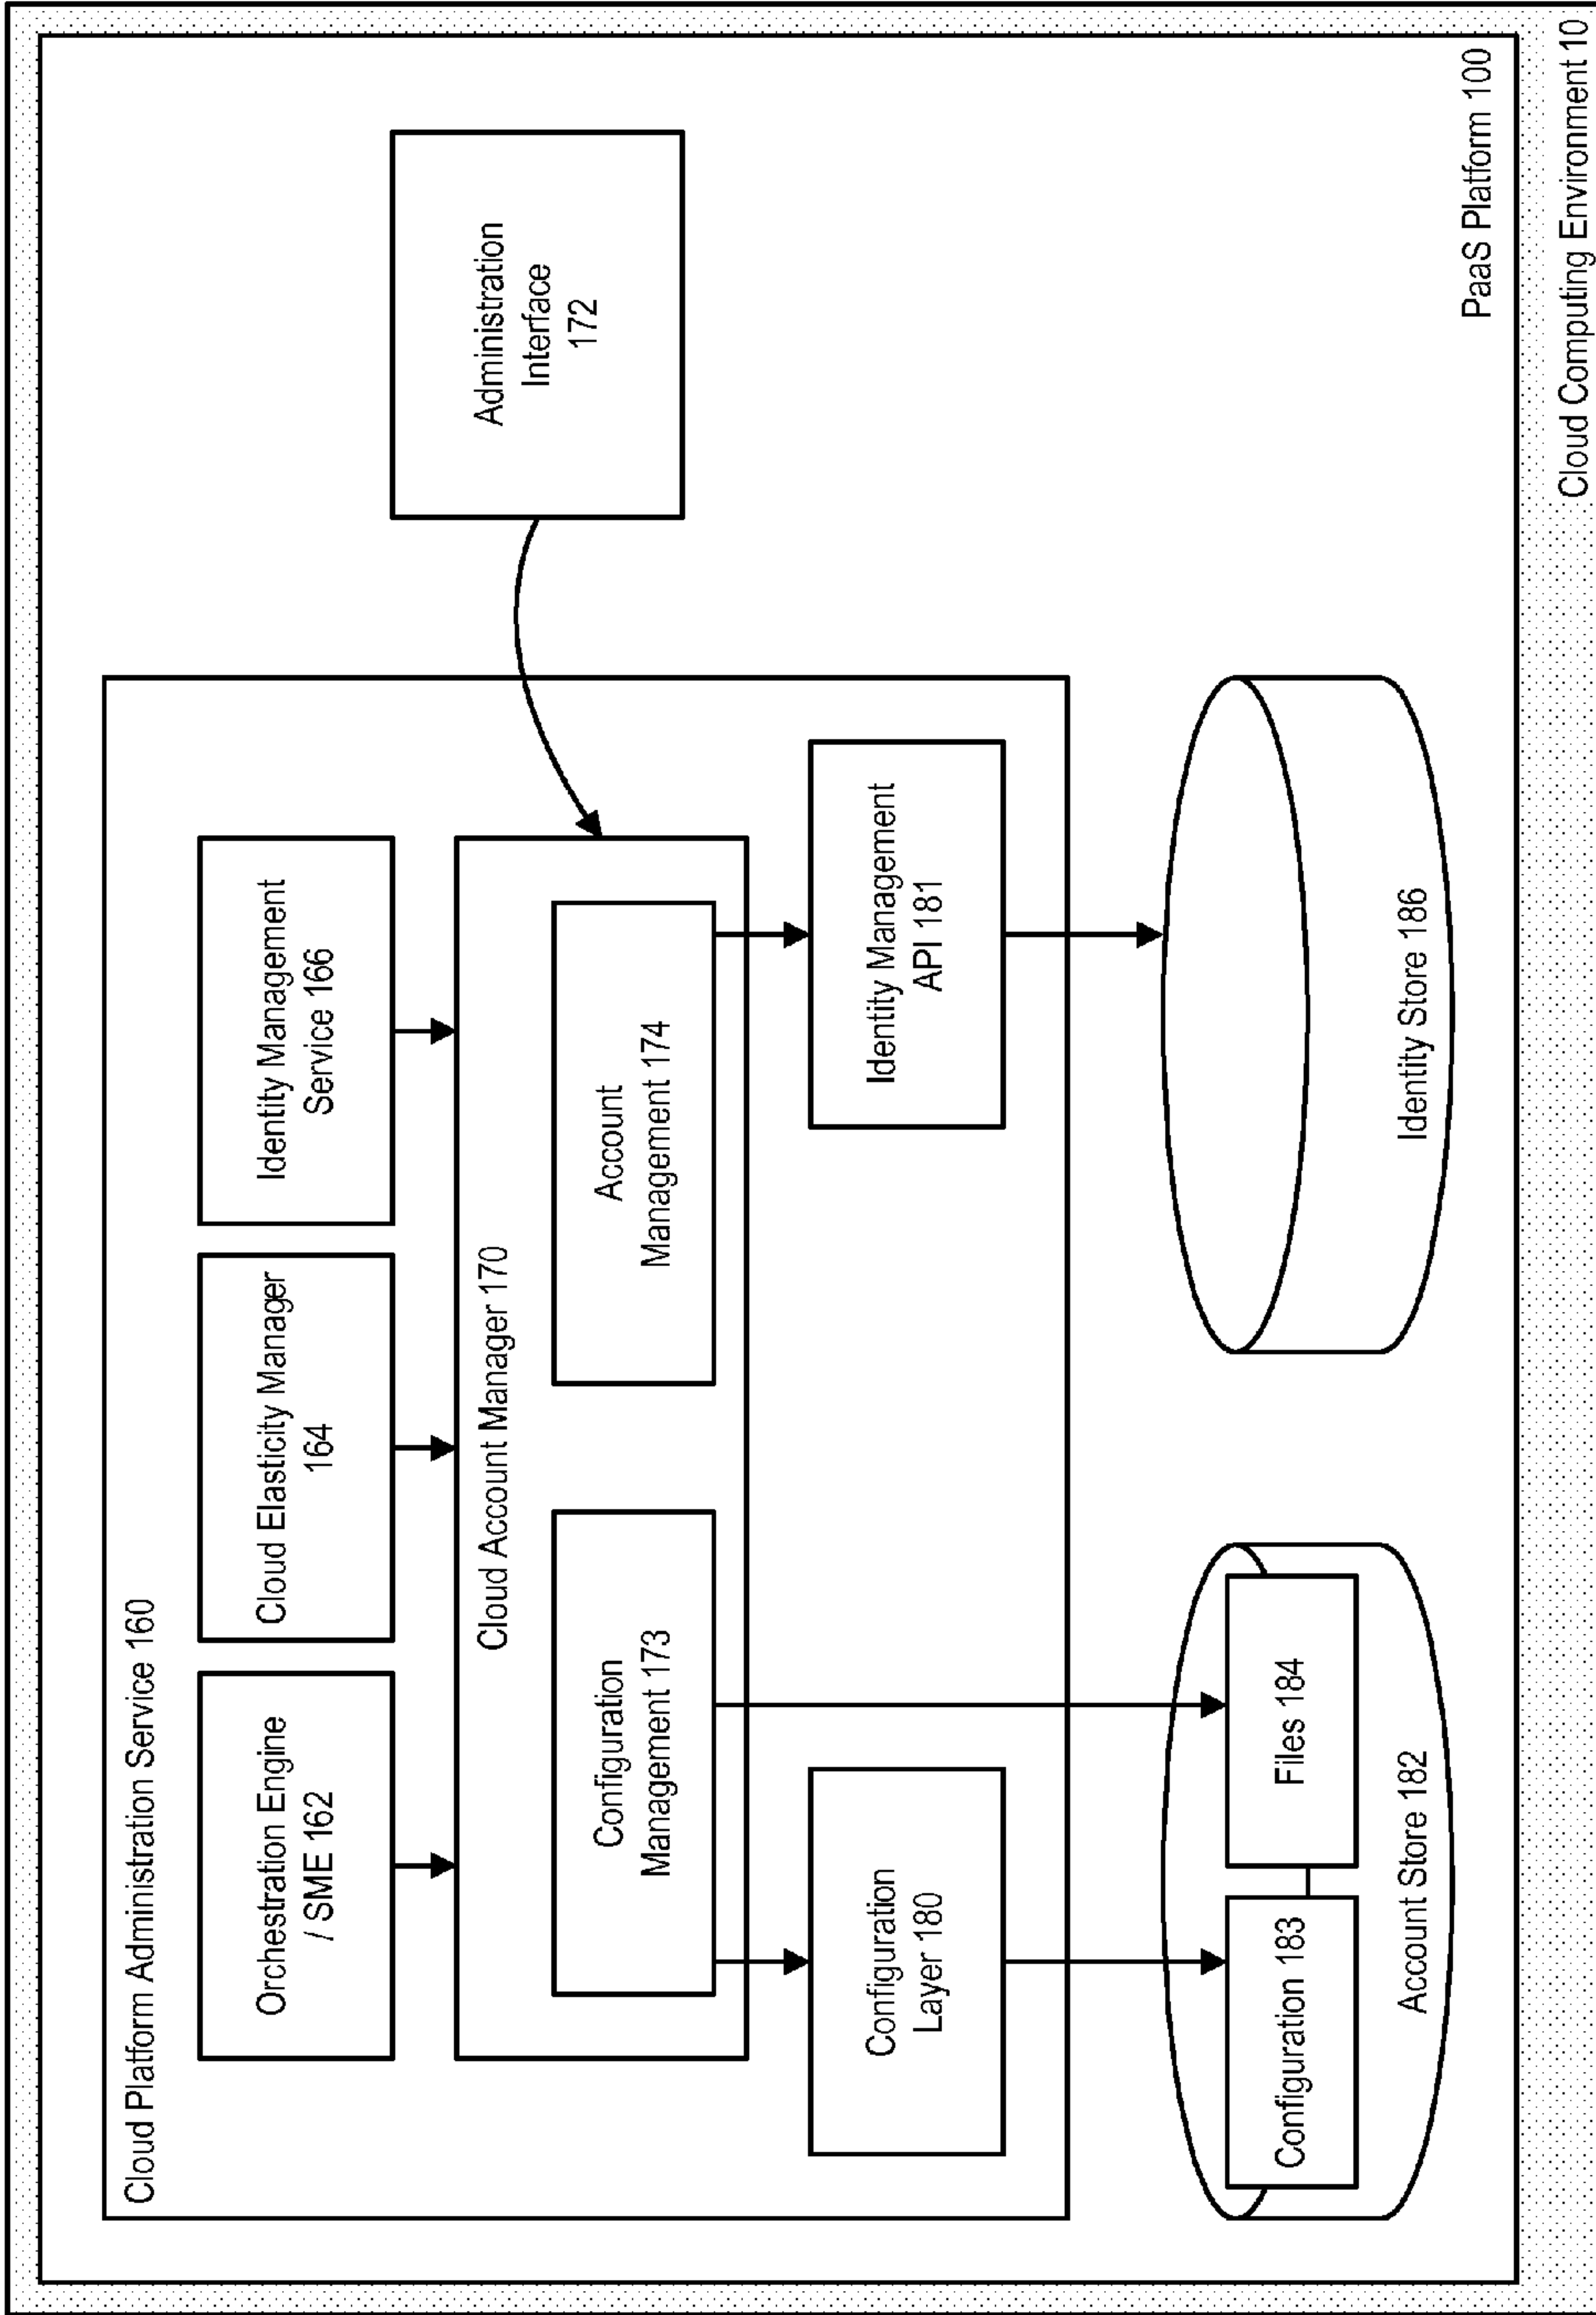 Cloud Platform Administration Service 160
Orchestration Engine
/ SME 162
Cloud Elasticity Manager
164
Identity Management
Service 166
Cloud Account Manager 170
Configuration
Management 173
Account
Management 174
Administration
Interface
172
Configuration
Layer 180
Identity Management
API 181
Configuration 183
Files 184
Account Store 182
Identity Store 186
PaaS Platform 100
Cloud Computing Environment 10